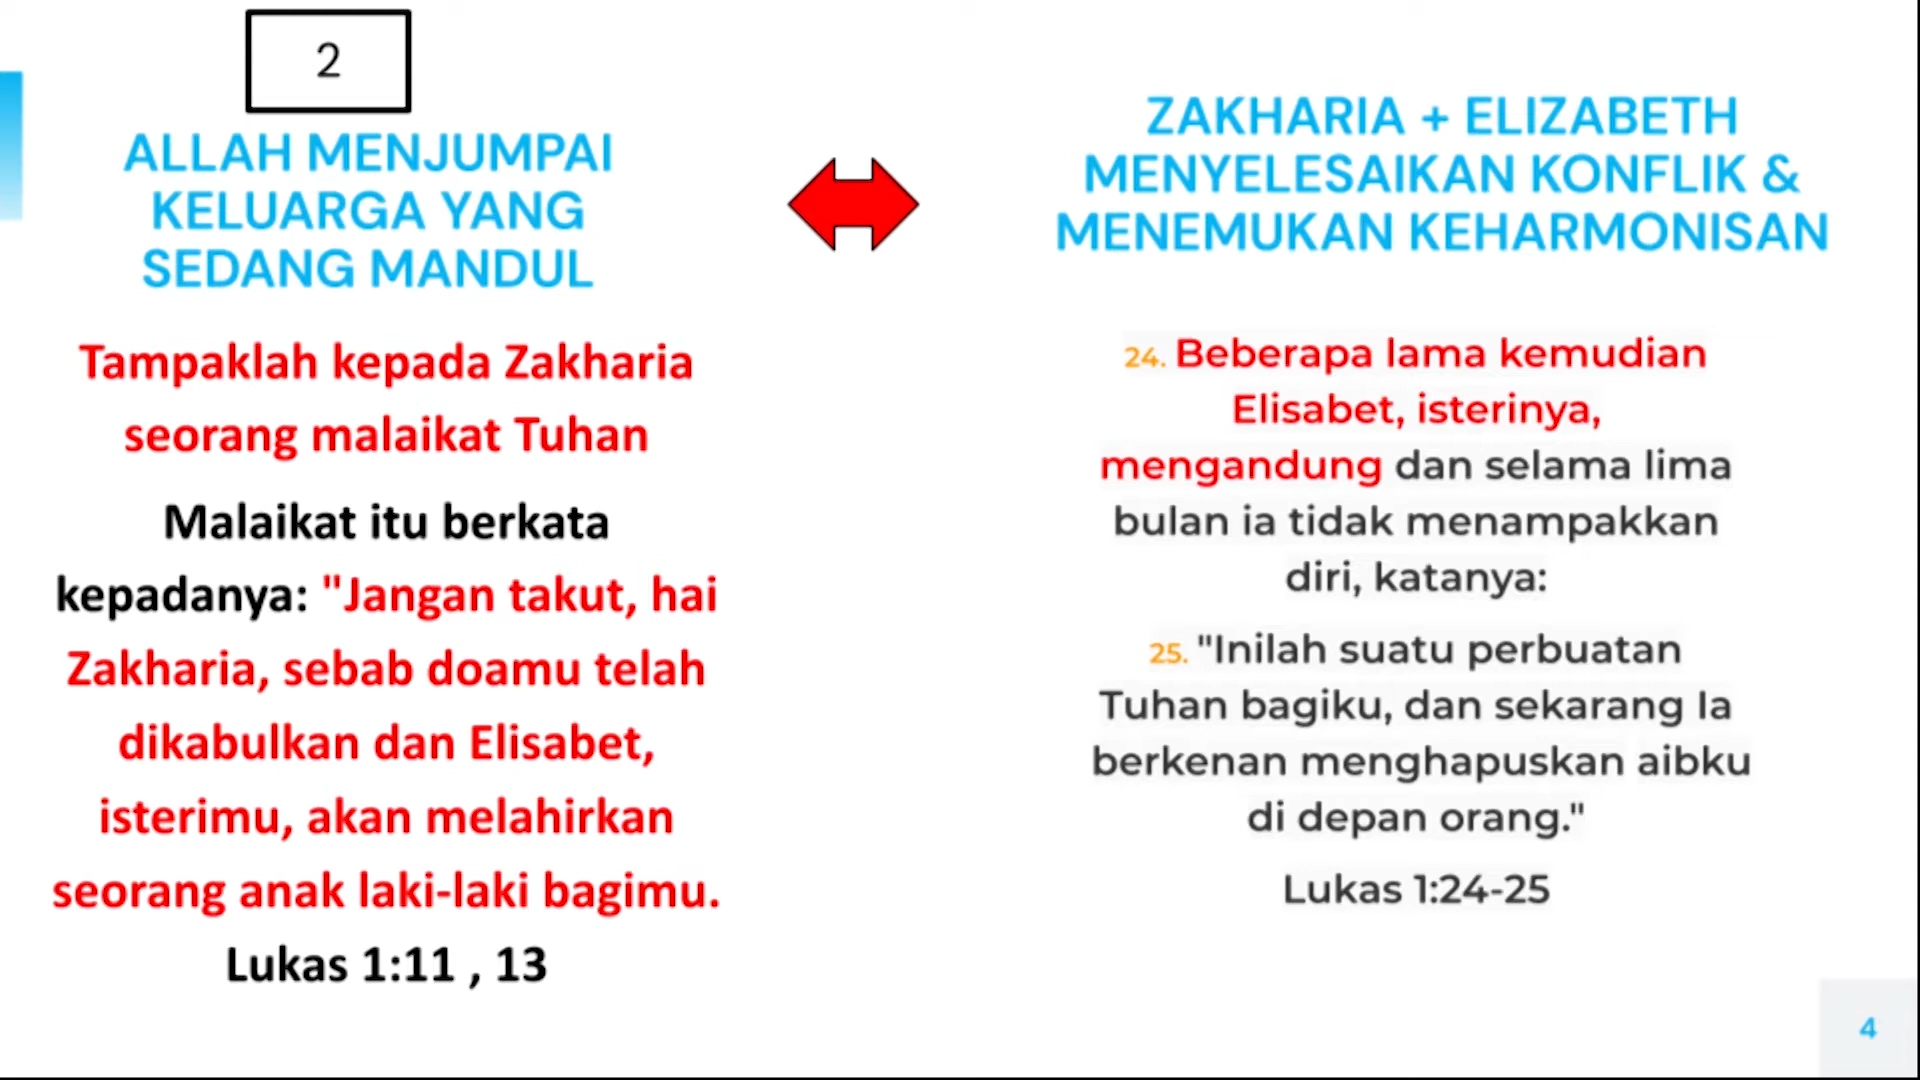 2
ALLAH MENJUMPAI
KELUARGA YANG
SEDANG MANDUL
Tampaklah kepada Zakharia
seorang malaikat Tuhan
Malaikat itu berkata
kepadanya: "Jangan takut, hai
Zakharia, sebab doamu telah
dikabulkan dan Elisabet,
isterimu, akan melahirkan
seorang anak laki-laki bagimu.
Lukas 1:11 , 13
ZAKHARIA + ELIZABETH
MENYELESAIKAN KONFLIK &
MENEMUKAN KEHARMONISAN
24. Beberapa lama kemudian
Elisabet, isterinya,
mengandung dan selama lima
bulan ia tidak menampakkan
diri, katanya:
25. "Inilah suatu perbuatan
Tuhan bagiku, dan sekarang Ia
berkenan menghapuskan aibku
di depan orang."
Lukas 1:24-25
4